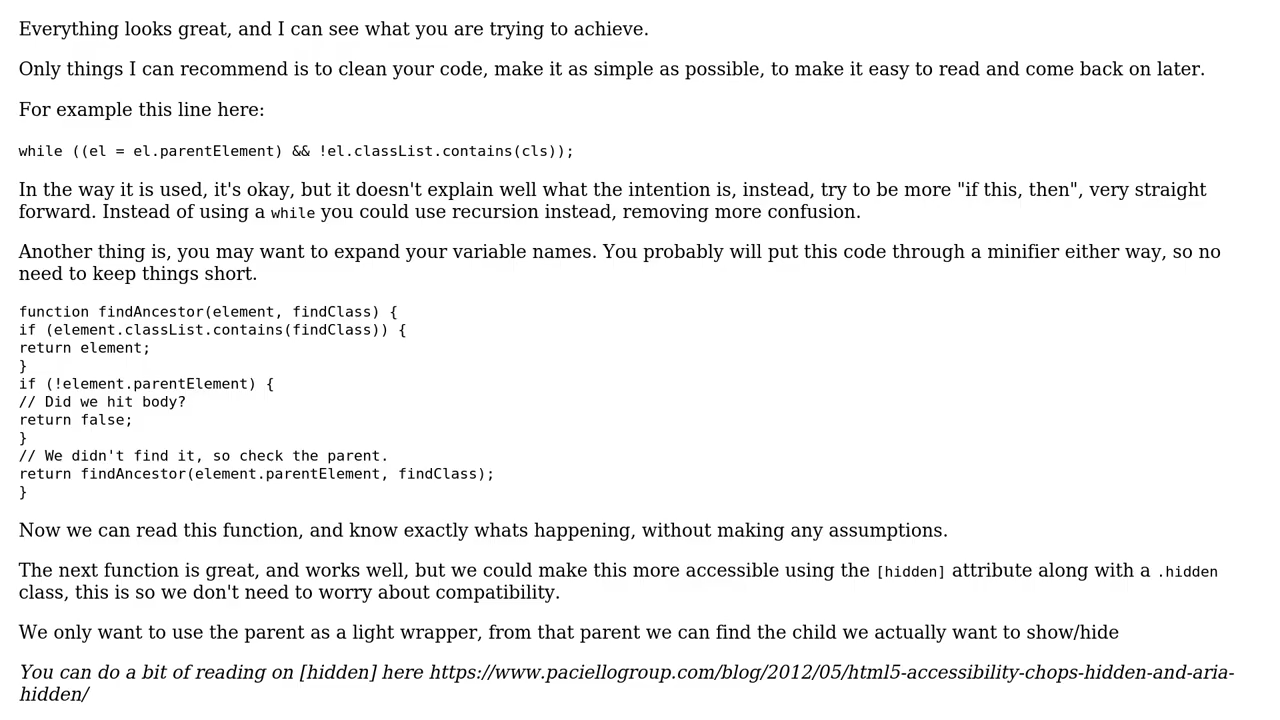 Everything looks great, and I can see what you are trying to achieve.
Only things I can recommend is to clean your code, make it as simple as possible, to make it easy to read and come back on later.
For example this line here:
while ((el = el.parentElement) && !el.classList.contains(cls));
In the way it is used, it's okay, but it doesn't explain well what the intention is, instead, try to be more "if this, then", very straight
forward. Instead of using a while you could use recursion instead, removing more confusion.
Another thing is, you may want to expand your variable names. You probably will put this code through a minifier either way, so no
need to keep things short.
function findAncestor(element, findClass) {
if (element.classList.contains(findClass)) {
return element;
}
if (!element.parentElement) {
// Did we hit body?
return false;
}
// We didn't find it, so check the parent.
return findAncestor(element.parentElement, findClass);
}
Now we can read this function, and know exactly whats happening, without making any assumptions.
The next function is great, and works well, but we could make this more accessible using the [hidden] attribute along with a .hidden
class, this is so we don't need to worry about compatibility.
We only want to use the parent as a light wrapper, from that parent we can find the child we actually want to show/hide
You can do a bit of reading on [hidden] here https://www.paciellogroup.com/blog/2012/05/html5-accessibility-chops-hidden-and-aria-
hidden/